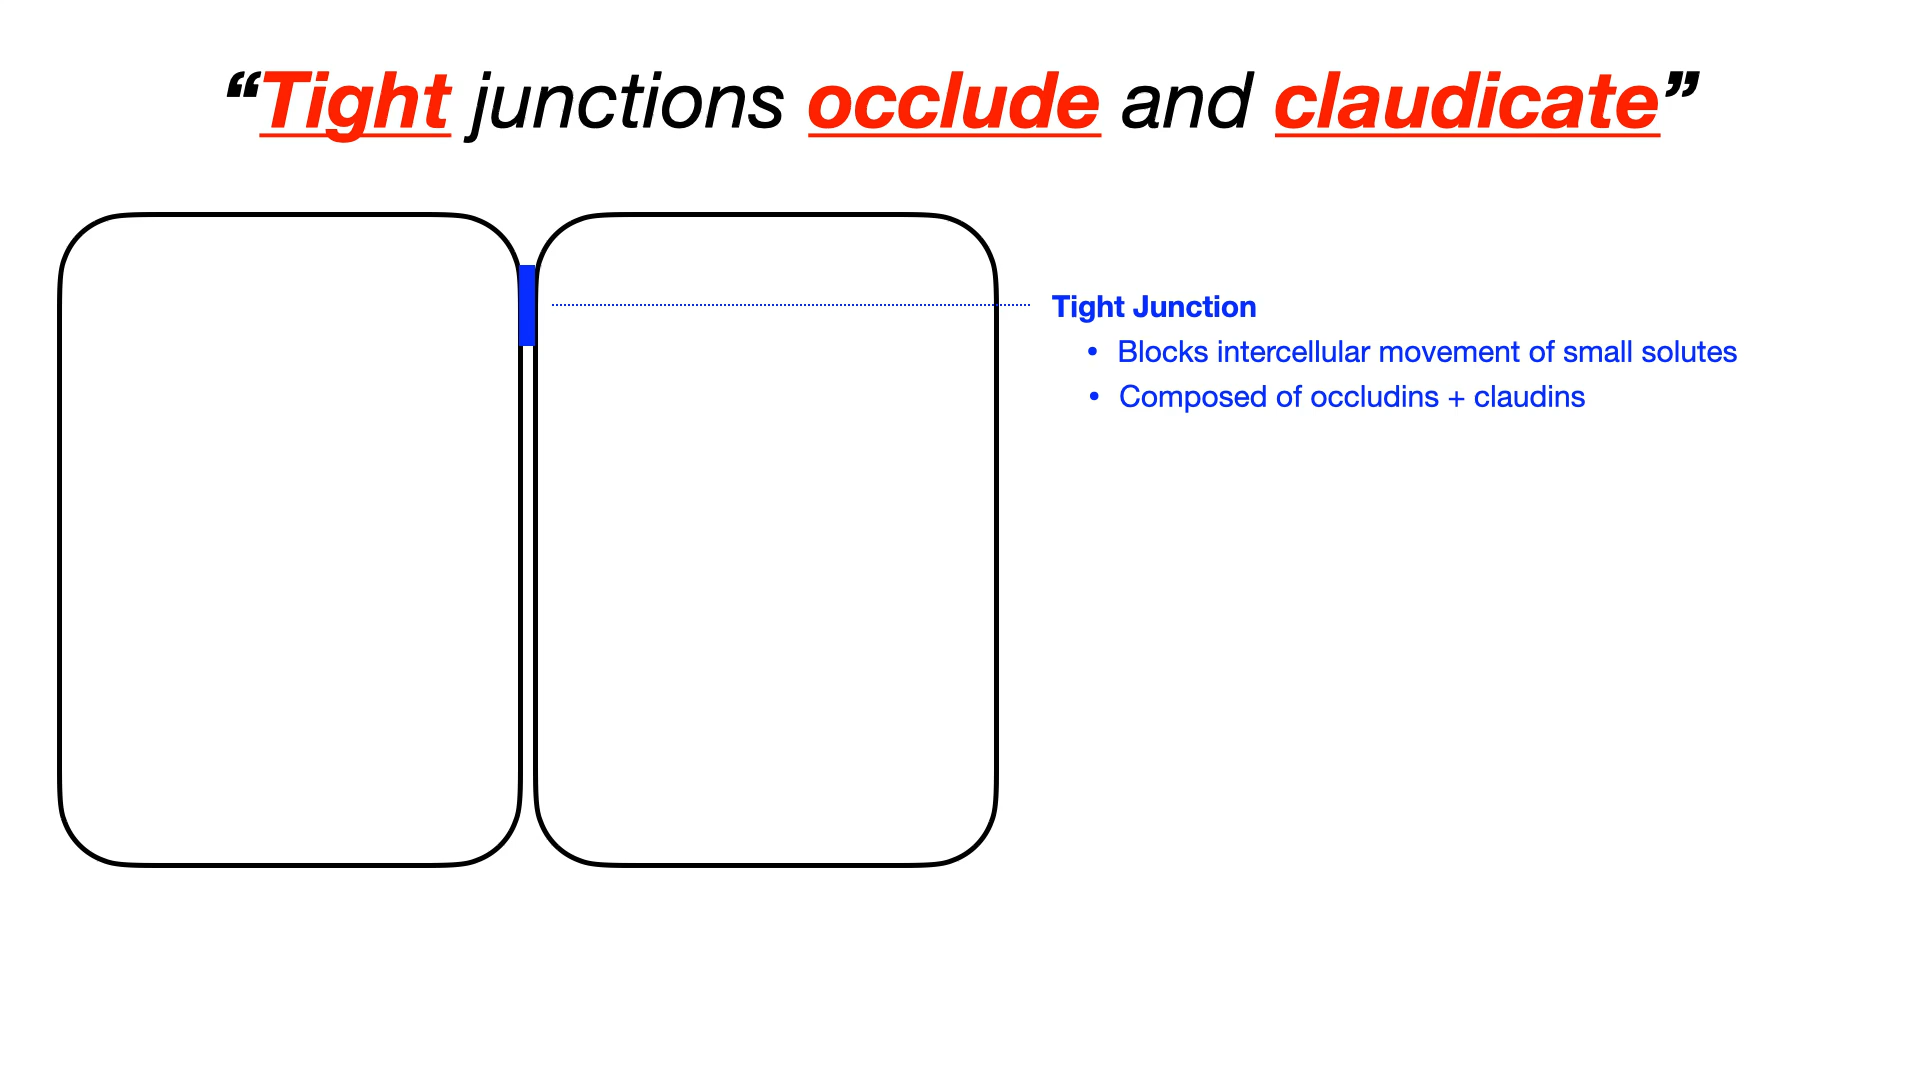 “Tight junctions occlude and claudicate”
Tight Junction
• Blocks intercellular movement of small solutes
• Composed of occludins + claudins